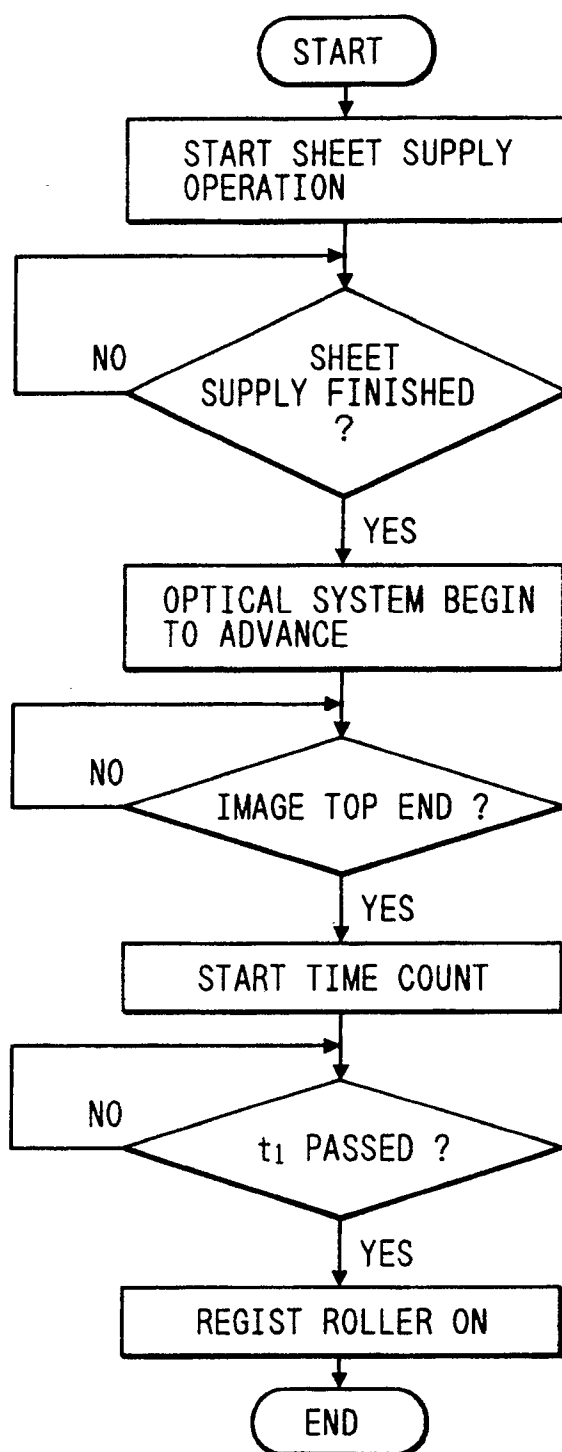 START
START SHEET SUPPLY
OPERATION
NO
SHEET
SUPPLY FINISHED
?
YES
OPTICAL SYSTEM BEGIN
TO ADVANCE
NO
IMAGE TOP END ?
YES
START TIME COUNT
NO
t1 PASSED ?
YES
REGIST ROLLER ON
END